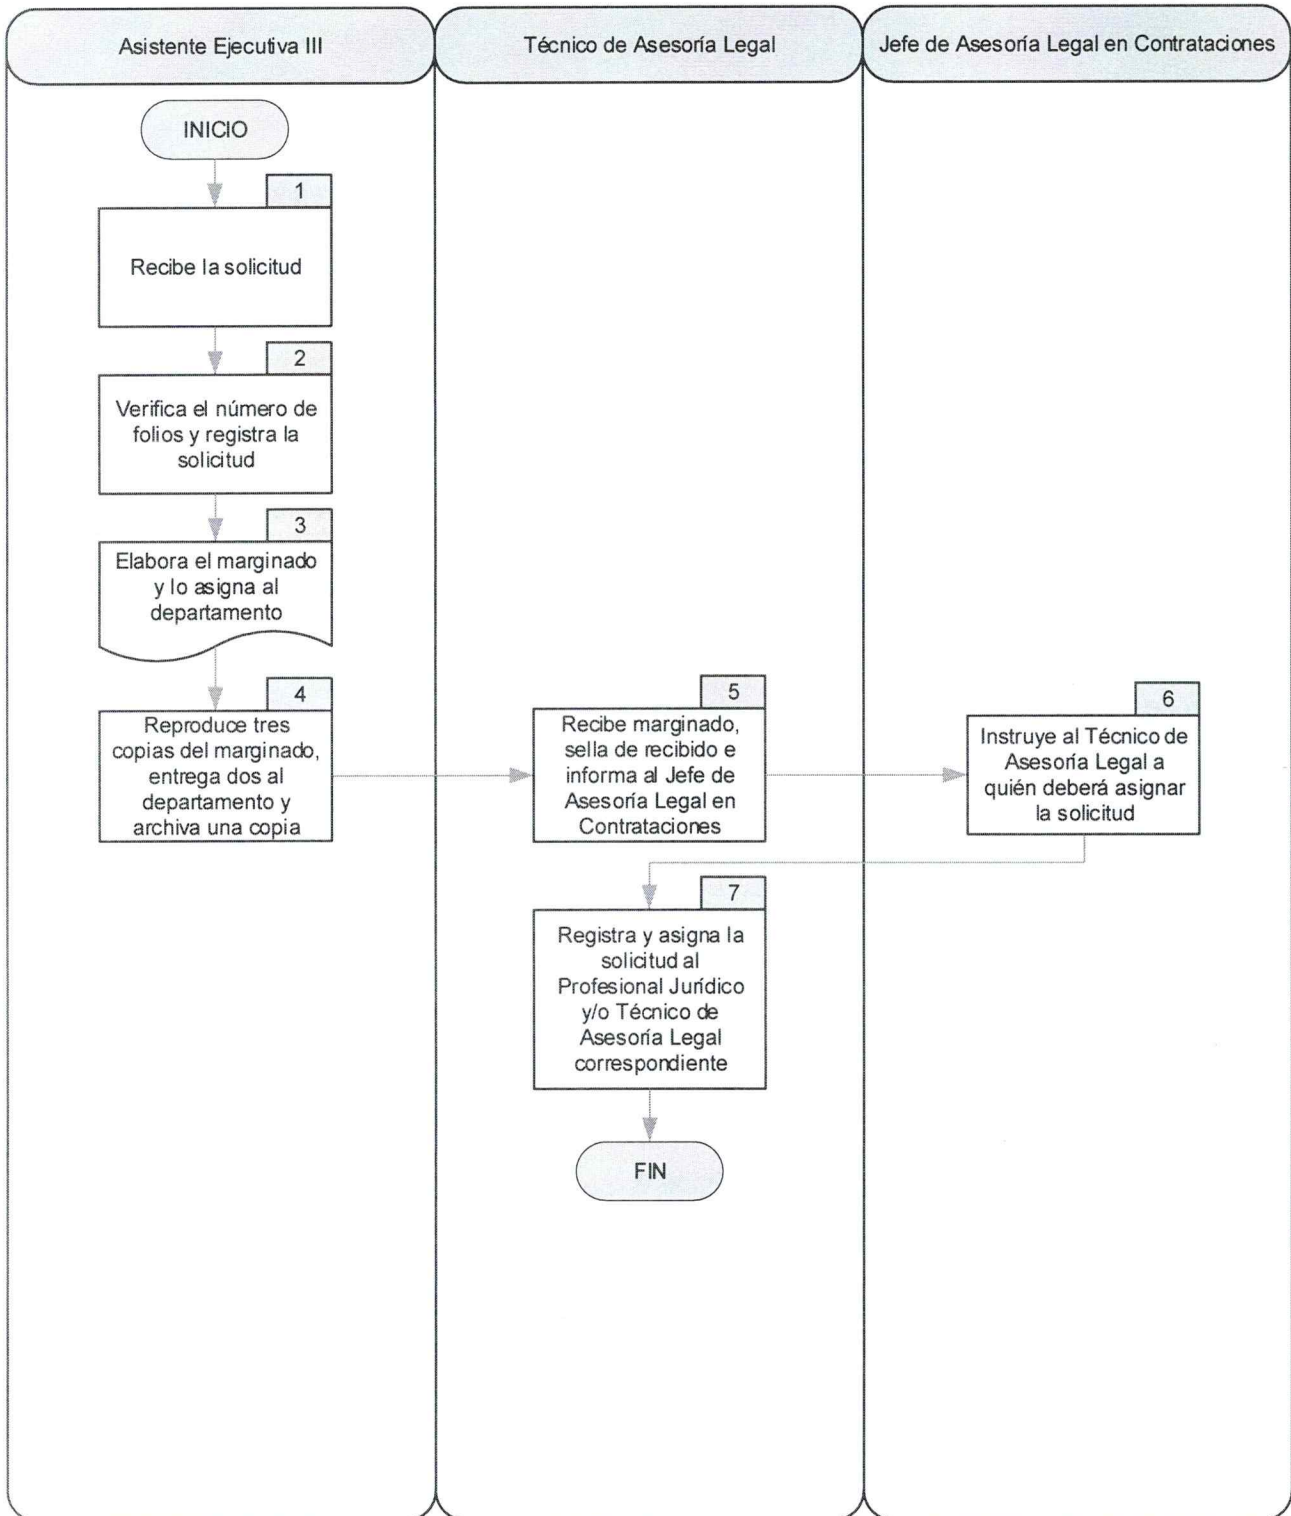 Asistente Ejecutiva III
Técnico de Asesoría Legal
Jefe de Asesoría Legal en Contrataciones
INICIO
1
Recibe la solicitud
2
Verifica el número de
folios y registra la
solicitud
3
Elabora el marginado
y lo asigna al
departamento
4
Reproduce tres
copias del marginado,
entrega dos al
departamento y
archiva una copia
5
Recibe marginado,
sella de recibido e
informa al Jefe de
Asesoría Legal en
Contrataciones
6
Instruye al Técnico de
Asesoría Legal a
quién deberá asignar
la solicitud
7
Registra y asigna la
solicitud al
Profesional Jurídico
y/o Técnico de
Asesoría Legal
correspondiente
FIN